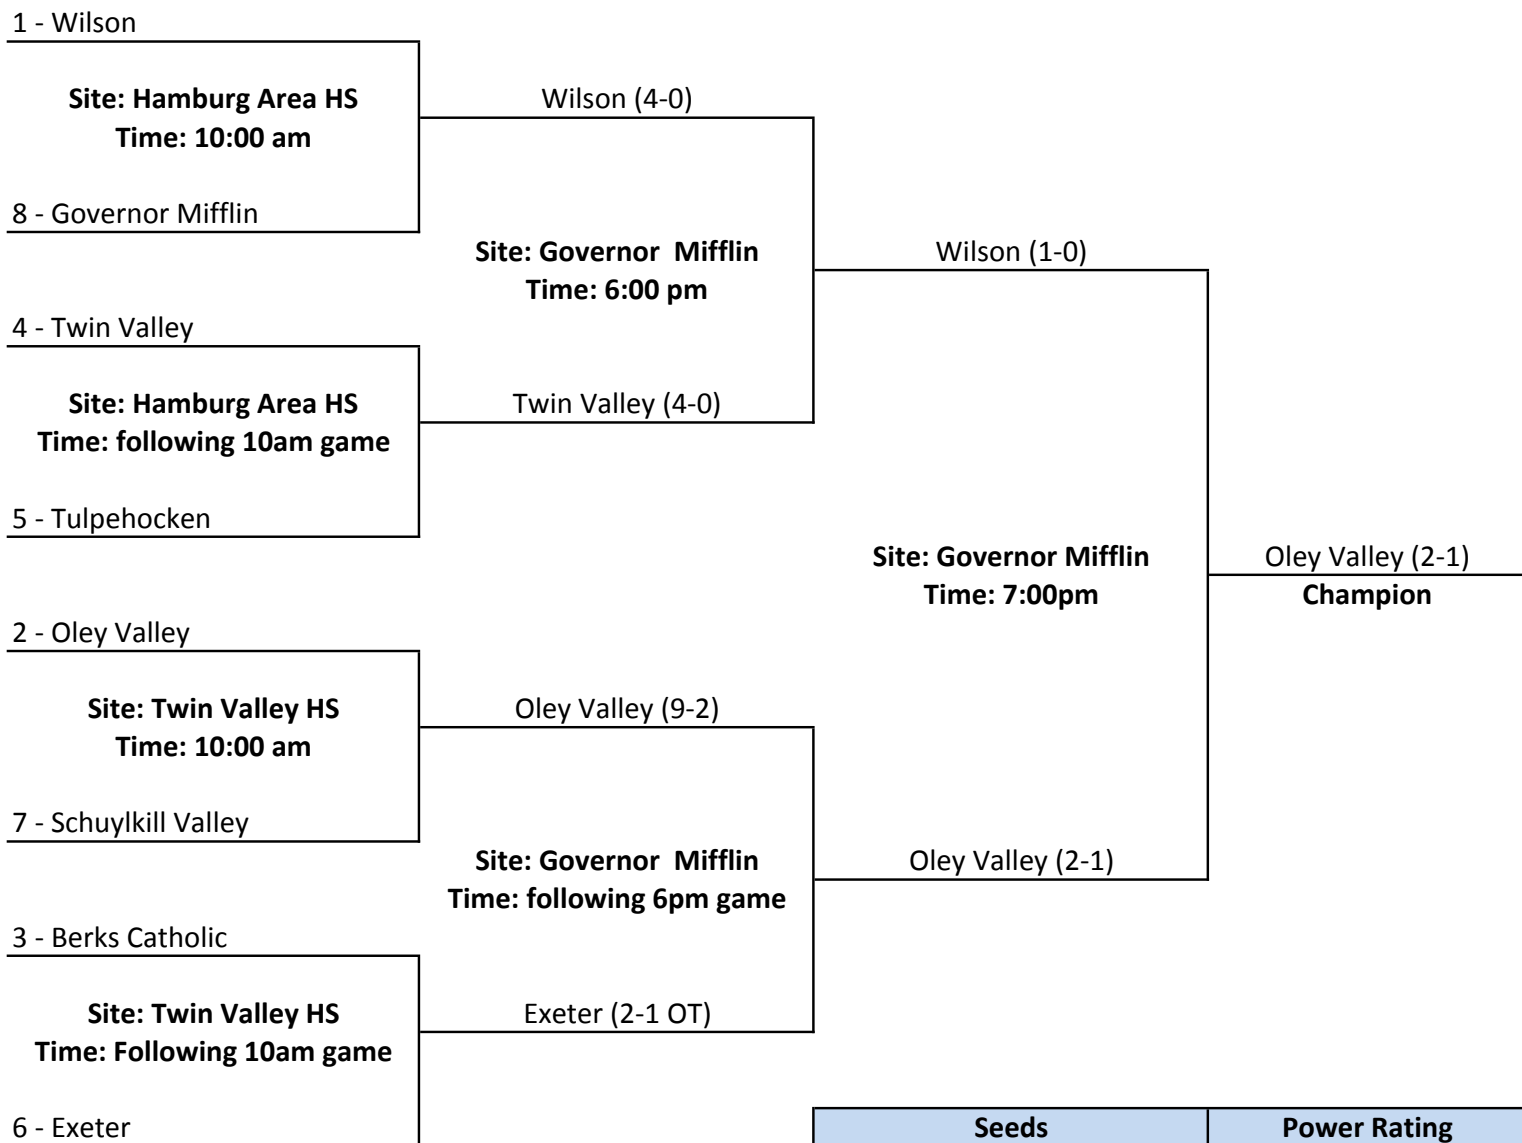 1 - Wilson
Site: Hamburg Area HS
Time: 10:00 am
Wilson (4-0)
8 - Governor Mifflin
Site: Governor  Mifflin
Time: 6:00 pm
Wilson (1-0)
4 - Twin Valley
Site: Hamburg Area HS
Time: following 10am game
Twin Valley (4-0)
5 - Tulpehocken
Site: Governor Mifflin
Time: 7:00pm
Oley Valley (2-1)
Champion
2 - Oley Valley
Site: Twin Valley HS
Time: 10:00 am
Oley Valley (9-2)
7 - Schuylkill Valley
Site: Governor  Mifflin
Time: following 6pm game
Oley Valley (2-1)
3 - Berks Catholic
Site: Twin Valley HS
Time: Following 10am game
Exeter (2-1 OT)
6 - Exeter
Seeds
Power Rating